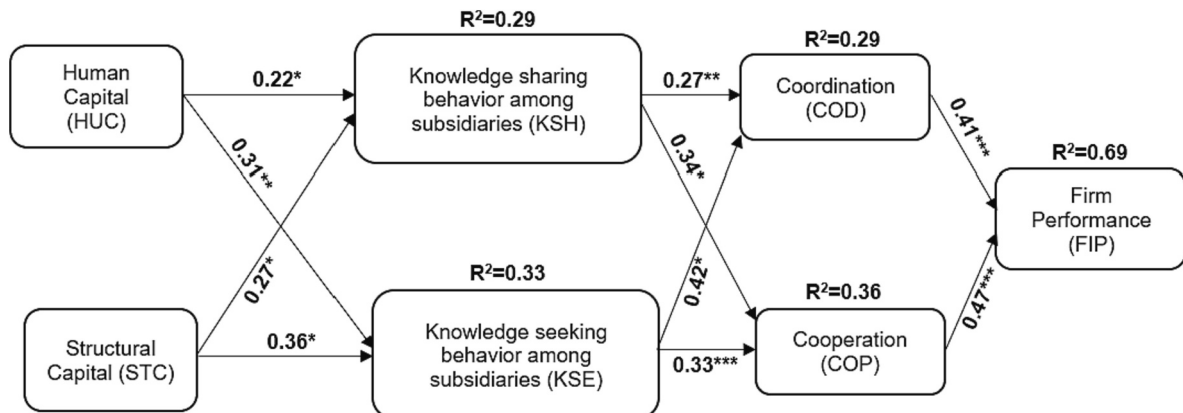 R²=0.29
R²=0.29
Human
Capital
(HUC)
0.22*
Knowledge sharing
behavior among
subsidiaries (KSH)
0.27**
Coordination
(COD)
0.41***
R²=0.69
0.31**
0.34*
Firm
Performance
(FIP)
0.27*
R²=0.33
0.42*
R²=0.36
0.47***
Structural
Capital (STC)
0.36*
Knowledge seeking
behavior among
subsidiaries (KSE)
0.33***
Cooperation
(COP)